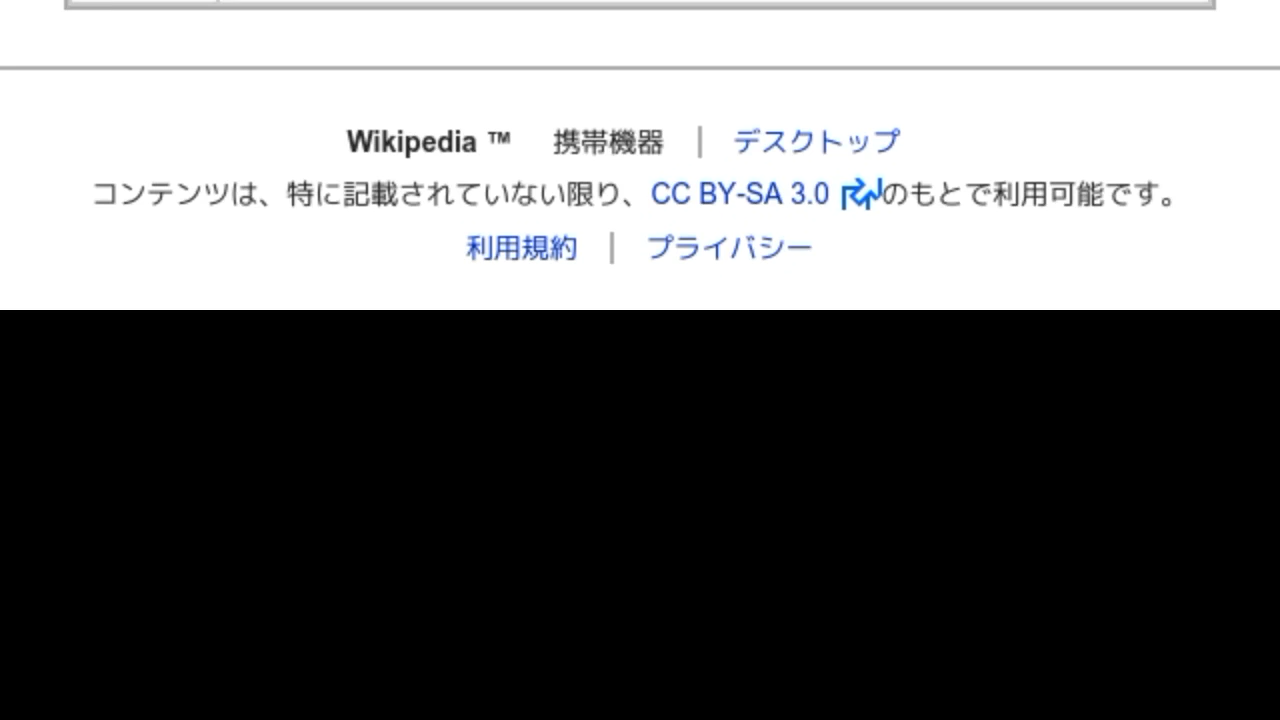 Wikipedia ™ 携帯機器 | デスクトップ
コンテンツは、特に記載されていない限り、CC BY-SA 3.0 のもとで利用可能です。
利用規約 | プライバシー